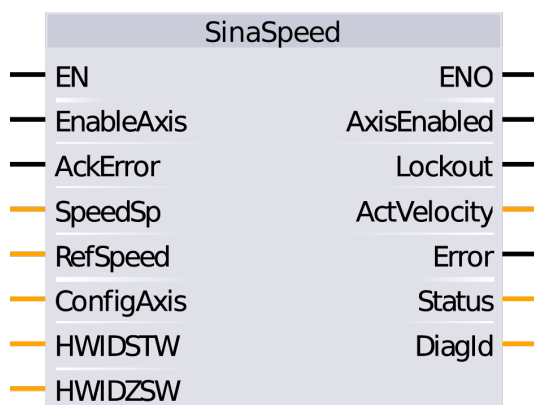 SinaSpeed
EN ENO
EnableAxis AxisEnabled
AckError Lockout
SpeedSp ActVelocity
RefSpeed Error
ConfigAxis Status
HWIDSTW DiagId
HWIDZSW